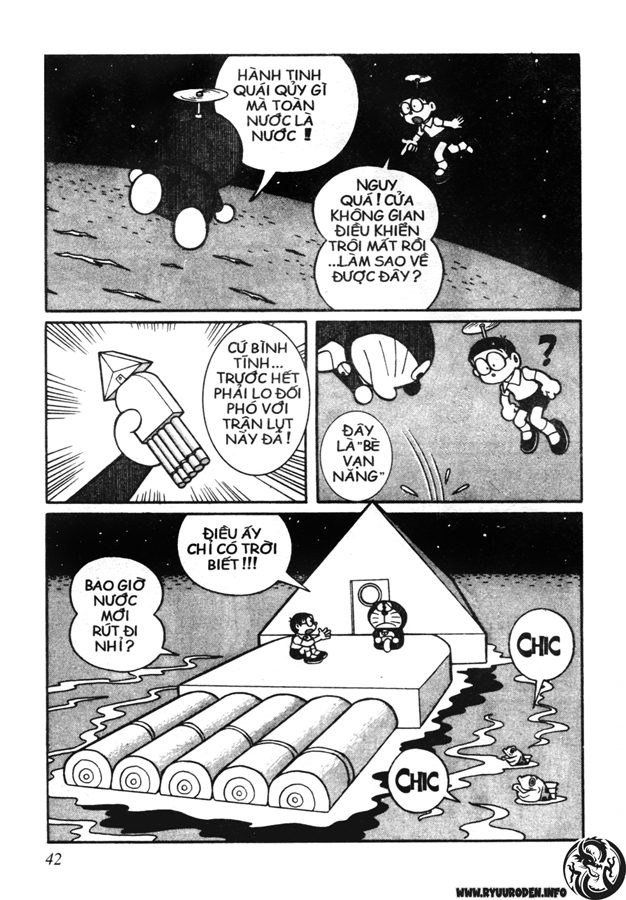 HÀNH TINH
QUÁI QỦY GÌ
MÀ TOÀN
NƯỚC LÀ
NƯỚC !
NGUY
QUÁ! CỬA
KHÔNG GIAN
ĐIỀU KHIỂN
TRÔI MẤT RỒI
...LÀM SAO VỀ
ĐƯỢC ĐÂY?
CỨ BÌNH
TĨNH...
TRƯỚC HẾT
PHẢI LO ĐỐI
PHÓ VỚI
TRẬN LỤT
NẤY ĐÃ!
?
ĐÂY
LÀ "BÈ
VẠN
NĂNG"
ĐIỀU ẤY
CHỈ CÓ TRỜI
BIẾT!!!
BAO GIỜ
NƯỚC
MỚI
RÚT ĐI
NHỈ?
CHIC
CHIC
42
WWW.RYUURODEN.INFO